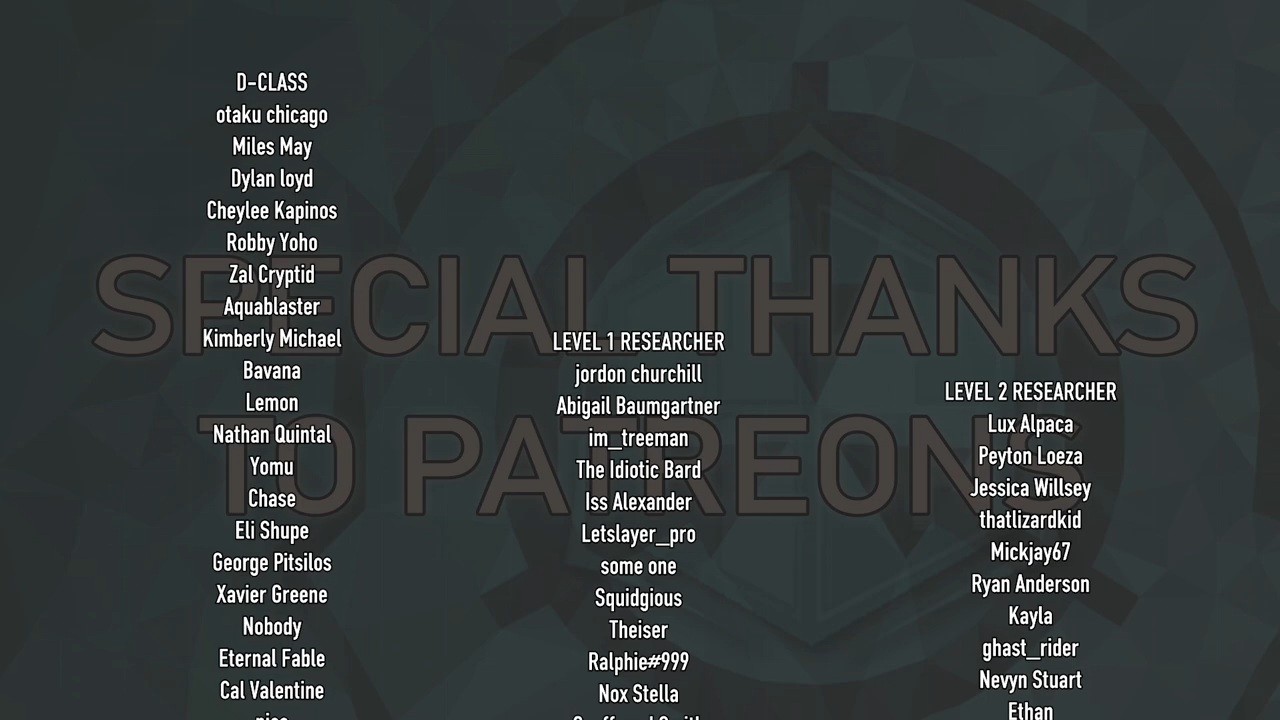 SPECIAL THANKS
TO PATREONS
D-CLASS
otaku chicago
Miles May
Dylan loyd
Cheylee Kapinos
Robby Yoho
Zal Cryptid
Aquablaster
Kimberly Michael
Bavana
Lemon
Nathan Quintal
Yomu
Chase
Eli Shupe
George Pitsilos
Xavier Greene
Nobody
Eternal Fable
Cal Valentine
LEVEL 1 RESEARCHER
jordon churchill
Abigail Baumgartner
im_treeman
The Idiotic Bard
Iss Alexander
Letslayer_pro
some one
Squidgious
Theiser
Ralphie#999
Nox Stella
LEVEL 2 RESEARCHER
Lux Alpaca
Peyton Loeza
Jessica Willsey
thatlizardkid
Mickjay67
Ryan Anderson
Kayla
ghast_rider
Nevyn Stuart
Ethan